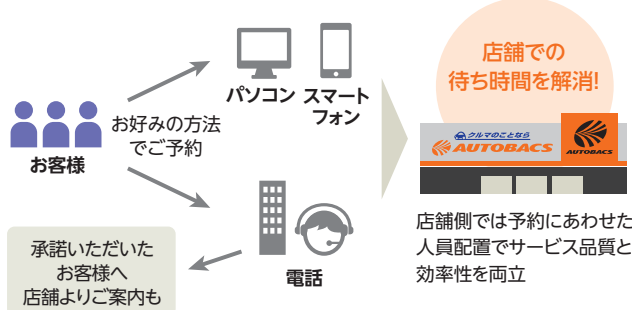 お客様
お好みの方法
でご予約
パソコン
スマート
フォン
電話
承諾いただいた
お客様へ
店舗よりご案内も
店舗での
待ち時間を解消!
クルマのことなら
AUTOBACS
AUTOBACS
店舗側では予約にあわせた
人員配置でサービス品質と
効率性を両立